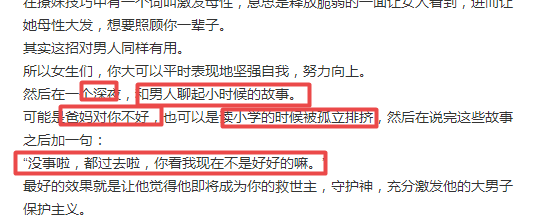 在撩妹技巧中有一个词叫激发母性，意思是释放脆弱的一面让女人看到，进而让
她母性大发，想要照顾你一辈子。
其实这招对男人同样有用。
所以女生们，你大可以平时表现地坚强自我，努力向上。
然后在一个深夜，和男人聊起小时候的故事。
可能是爸妈对你不好，也可以是读小学的时候被孤立排挤，然后在说完这些故事
之后加一句：
“没事啦，都过去啦，你看我现在不是好好的嘛。”
最好的效果就是让他觉得他即将成为你的救世主，守护神，充分激发他的大男子
保护主义。